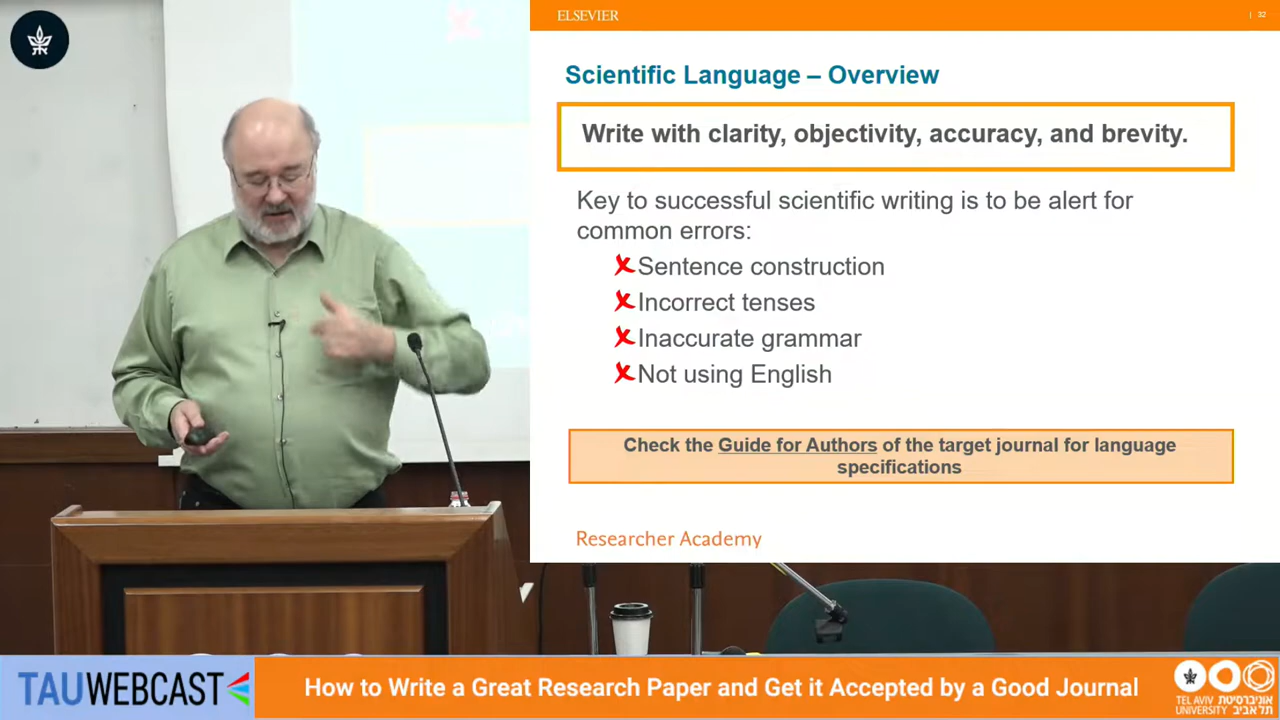 ELSEVIER
| 32
Scientific Language – Overview
Write with clarity, objectivity, accuracy, and brevity.
Key to successful scientific writing is to be alert for
common errors:
✘Sentence construction
✘Incorrect tenses
✘Inaccurate grammar
✘Not using English
Check the Guide for Authors of the target journal for language
specifications
Researcher Academy
TAUWEBCAST
How to Write a Great Research Paper and Get it Accepted by a Good Journal
TEL AVIV אוניברסיטת
UNIVERSITY תל אביב